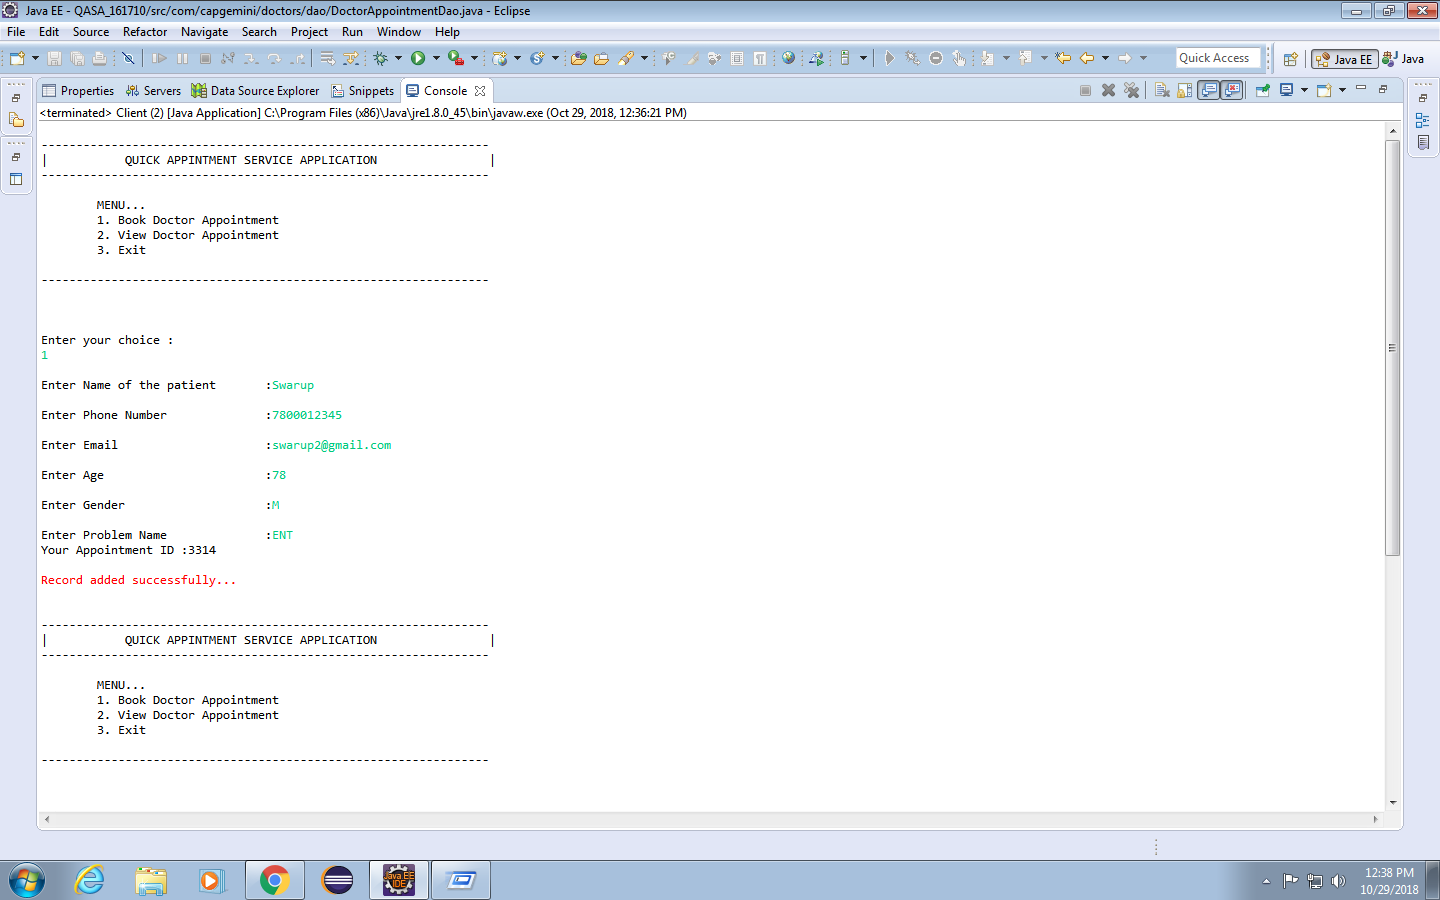 Java EE - QASA_161710/src/com/capgemini/doctors/dao/DoctorAppointmentDao.java - Eclipse
File Edit Source Refactor Navigate Search Project Run Window Help
Quick Access Java EE Java
Properties Servers Data Source Explorer Snippets Console
<terminated> Client (2) [Java Application] C:\Program Files (x86)\Java\jre1.8.0_45\bin\javaw.exe (Oct 29, 2018, 12:36:21 PM)
----------------------------------------------------------------
| QUICK APPINTMENT SERVICE APPLICATION |
----------------------------------------------------------------
MENU...
1. Book Doctor Appointment
2. View Doctor Appointment
3. Exit
----------------------------------------------------------------
Enter your choice :
1
Enter Name of the patient :Swarup
Enter Phone Number :7800012345
Enter Email :swarup2@gmail.com
Enter Age :78
Enter Gender :M
Enter Problem Name :ENT
Your Appointment ID :3314
Record added successfully...
----------------------------------------------------------------
| QUICK APPINTMENT SERVICE APPLICATION |
----------------------------------------------------------------
MENU...
1. Book Doctor Appointment
2. View Doctor Appointment
3. Exit
----------------------------------------------------------------
Java EE
IDE
12:38 PM
10/29/2018